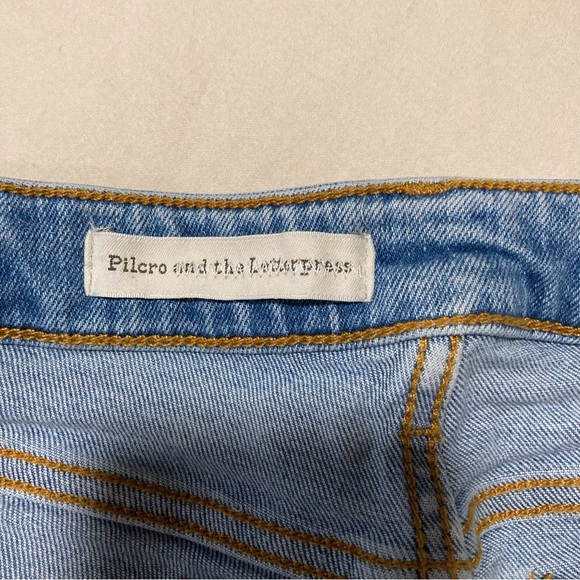 Pilcro and the Letterpress